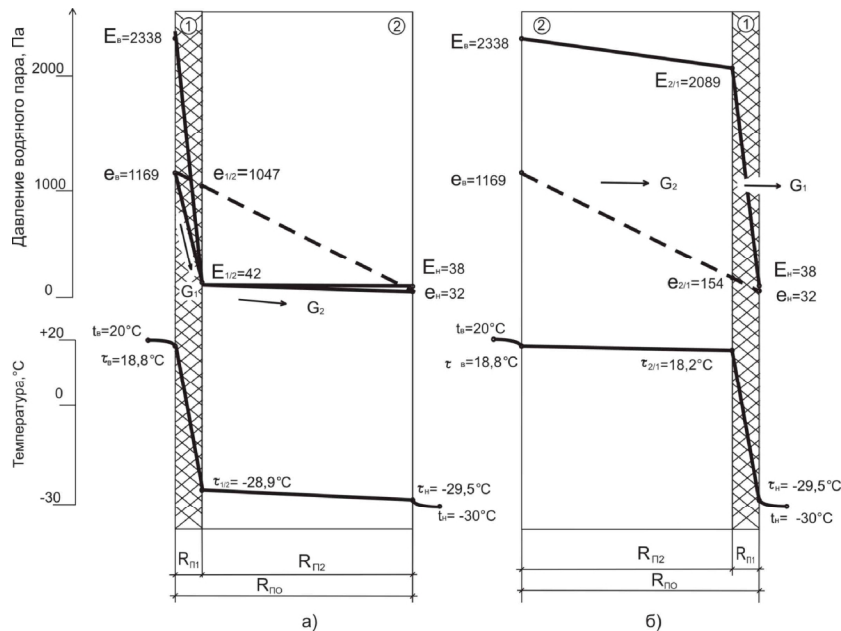 Давление водяного пара, Па
2000
1000
0
Температура,°С
+20
0
-30
①
②
Eв=2338
eв=1169
e1/2=1047
E1/2=42
G1
G2
Eн=38
eн=32
tв=20°C
τв=18,8°C
τ1/2= -28,9°C
τн= -29,5°C
tн= -30°C
RП1
RП2
RПО
а)
②
①
Eв=2338
E2/1=2089
eв=1169
G2
G1
e2/1=154
Eн=38
eн=32
tв=20°C
τ в=18,8°C
τ2/1=18,2°C
τн= -29,5°C
tн= -30°C
RП2
RП1
RПО
б)